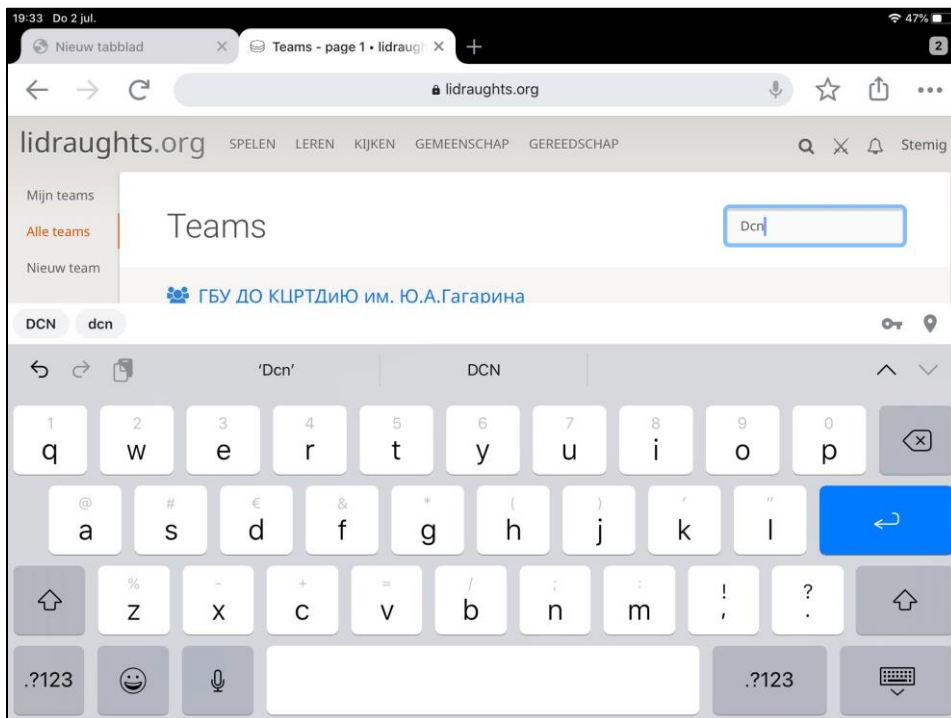 19:33 Do 2 jul. 47%
Nieuw tabblad Teams - page 1 • lidraugh 2
lidraughts.org
lidraughts.org SPELEN LEREN KIJKEN GEMEENSCHAP GEREEDSCHAP Stemig
Mijn teams
Alle teams
Nieuw team
Teams
Dcn
ГБУ ДО КЦРТДиЮ им. Ю.А.Гагарина
DCN dcn
'Dcn' DCN
1 2 3 4 5 6 7 8 9 0
q w e r t y u i o p
@ # € & * ( ) ' "
a s d f g h j k l
% - + = / ; : ! ?
z x c v b n m , .
.?123 .?123